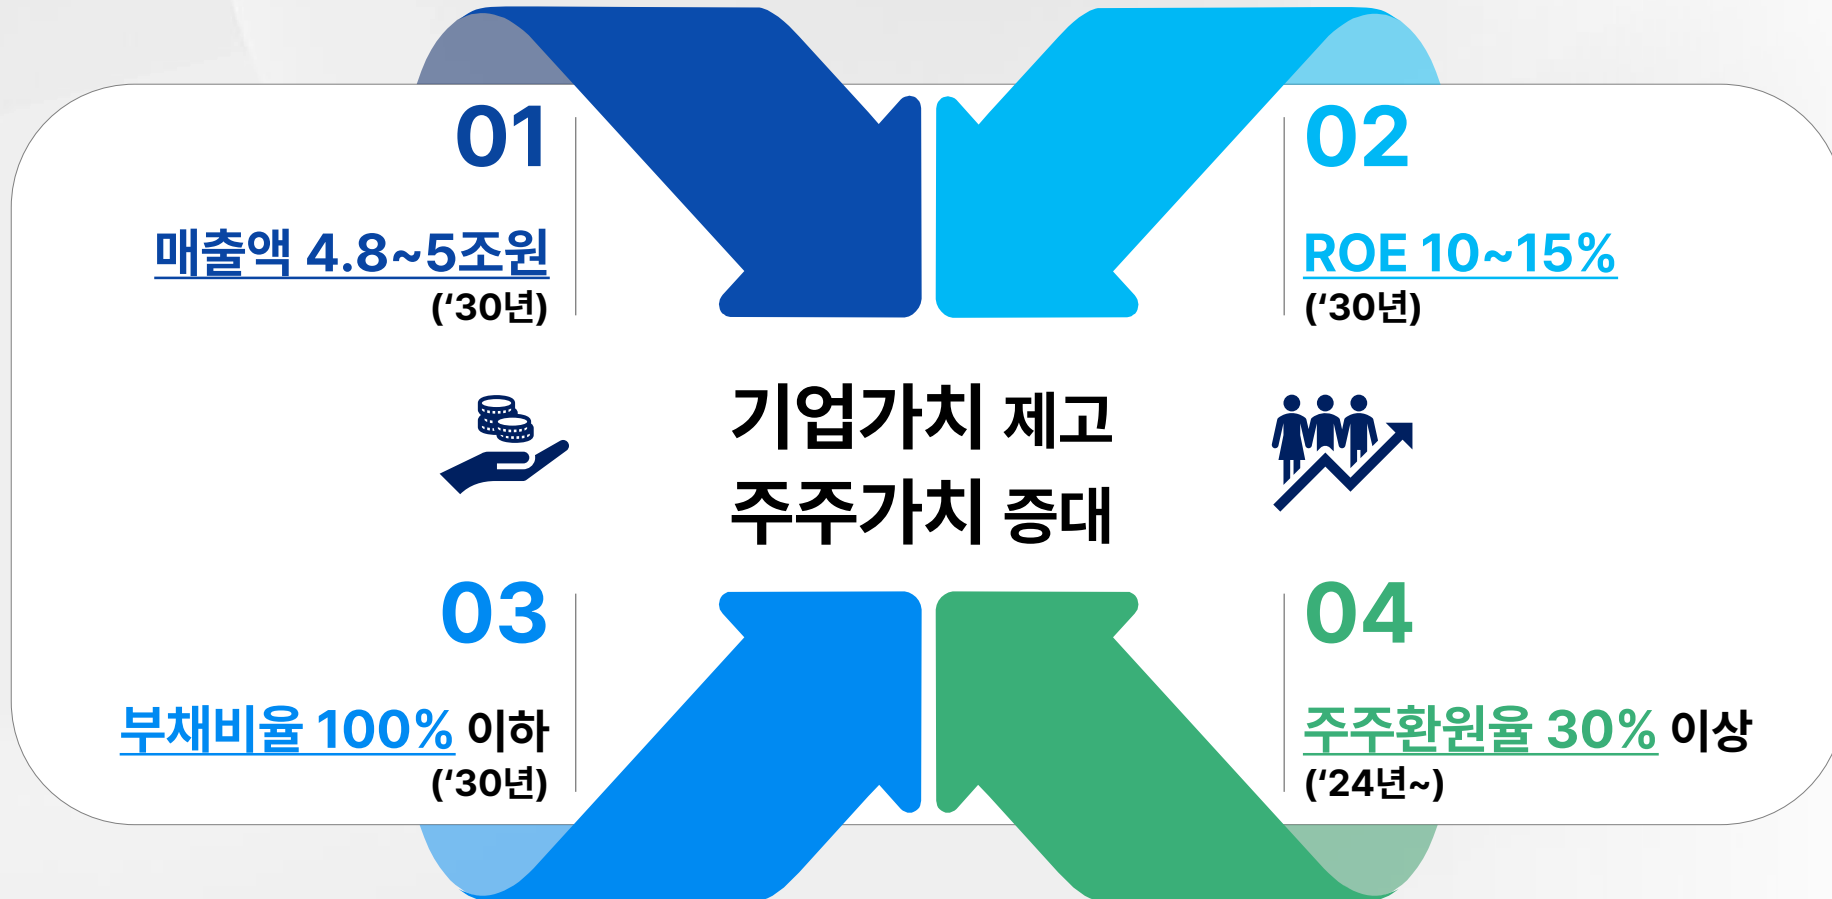 01
매출액 4.8~5조원
(‘30년)
02
ROE 10~15%
(‘30년)
기업가치 제고
주주가치 증대
03
부채비율 100% 이하
(‘30년)
04
주주환원율 30% 이상
(‘24년~)